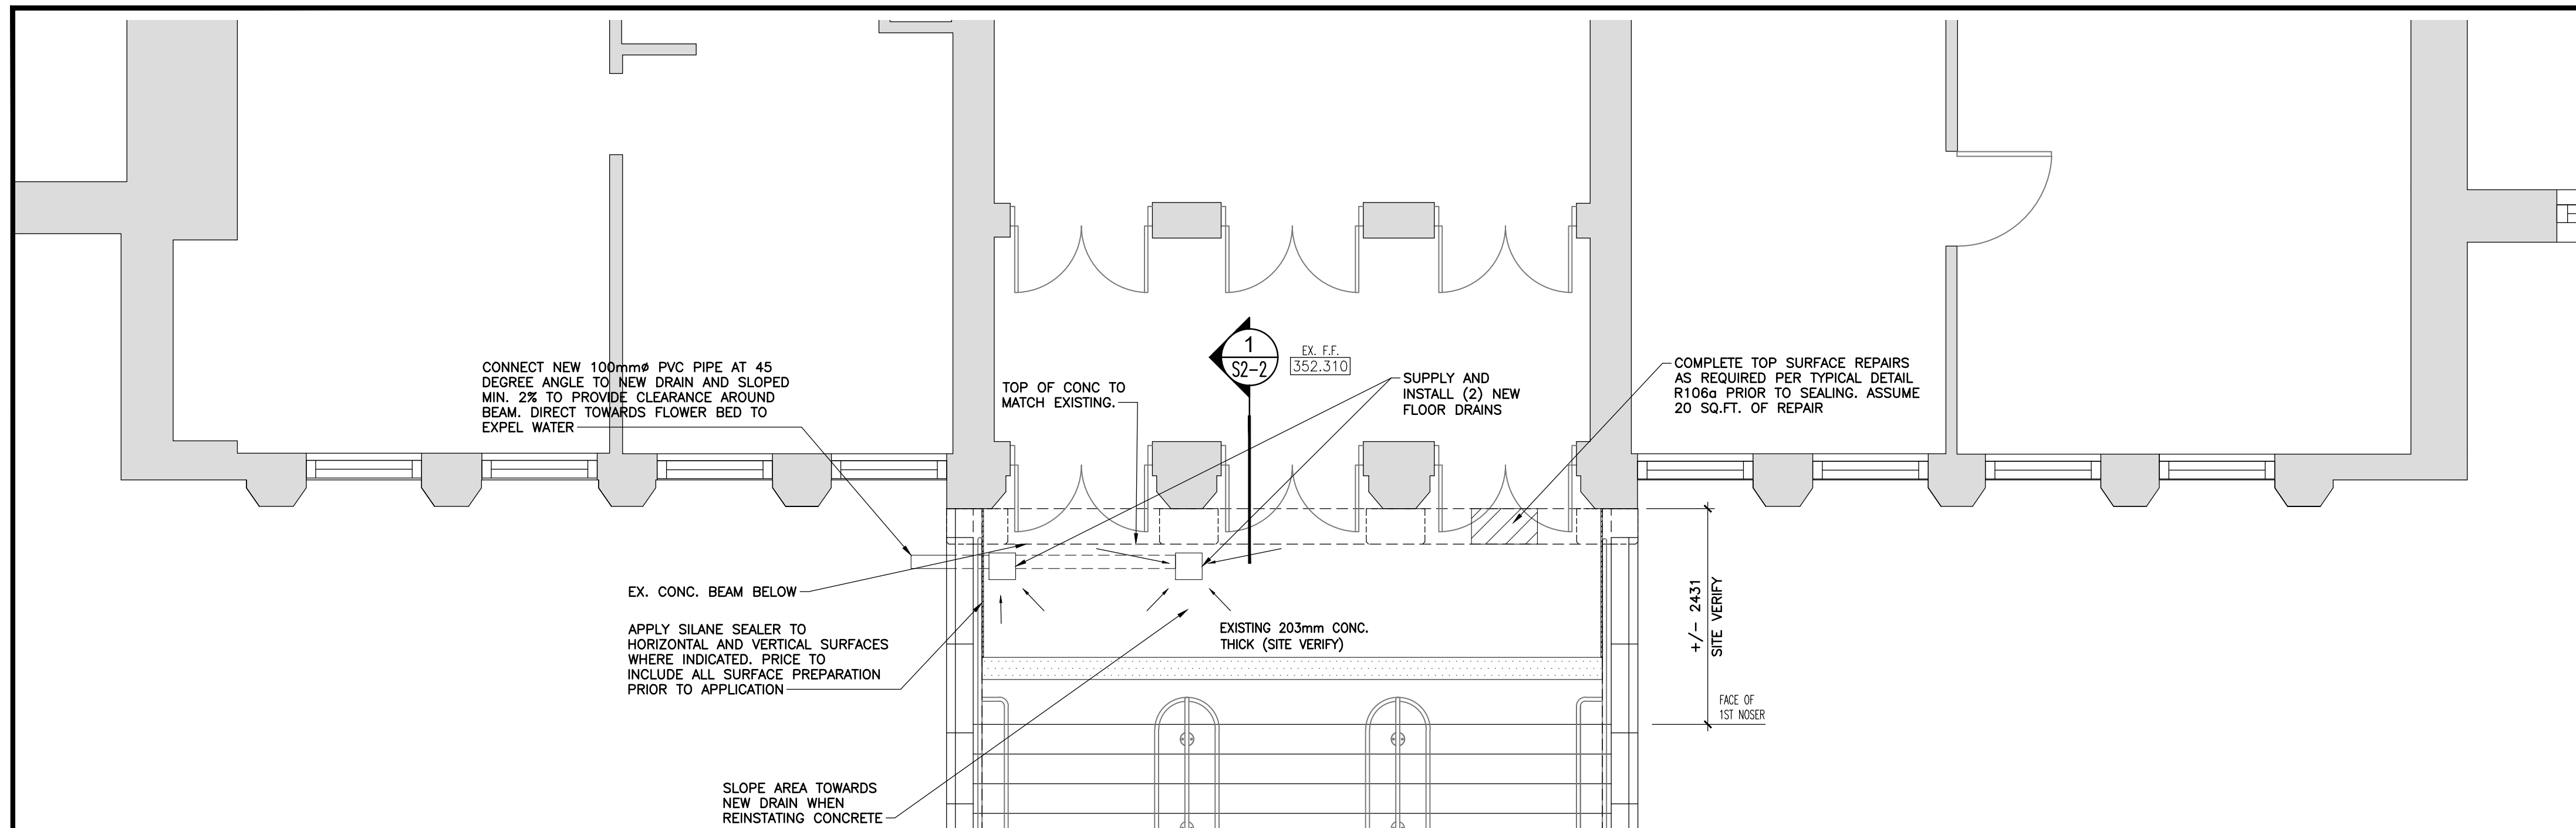 CONNECT NEW 100mmø PVC PIPE AT 45
DEGREE ANGLE TO NEW DRAIN AND SLOPED
MIN. 2% TO PROVIDE CLEARANCE AROUND
BEAM. DIRECT TOWARDS FLOWER BED TO
EXPEL WATER
TOP OF CONC TO
MATCH EXISTING.
1
S2-2
EX. F.F.
352.310
SUPPLY AND
INSTALL (2) NEW
FLOOR DRAINS
COMPLETE TOP SURFACE REPAIRS
AS REQUIRED PER TYPICAL DETAIL
R106a PRIOR TO SEALING. ASSUME
20 SQ.FT. OF REPAIR
EX. CONC. BEAM BELOW
APPLY SILANE SEALER TO
HORIZONTAL AND VERTICAL SURFACES
WHERE INDICATED. PRICE TO
INCLUDE ALL SURFACE PREPARATION
PRIOR TO APPLICATION
EXISTING 203mm CONC.
THICK (SITE VERIFY)
+/- 2431
SITE VERIFY
FACE OF
1ST NOSER
SLOPE AREA TOWARDS
NEW DRAIN WHEN
REINSTATING CONCRETE